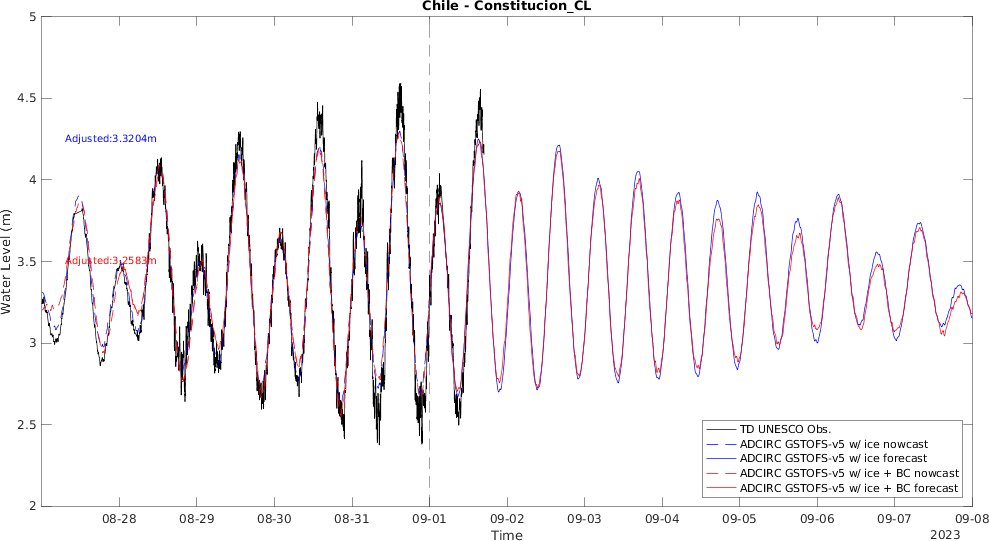 Chile - Constitucion_CL
5
4.5
4
3.5
3
2.5
2
Water Level (m)
Adjusted:3.3204m
Adjusted:3.2583m
TD UNESCO Obs.
ADCIRC GSTOFS-v5 w/ ice nowcast
ADCIRC GSTOFS-v5 w/ ice forecast
ADCIRC GSTOFS-v5 w/ ice + BC nowcast
ADCIRC GSTOFS-v5 w/ ice + BC forecast
08-28 08-29 08-30 08-31 09-01 09-02 09-03 09-04 09-05 09-06 09-07 09-08
Time
2023